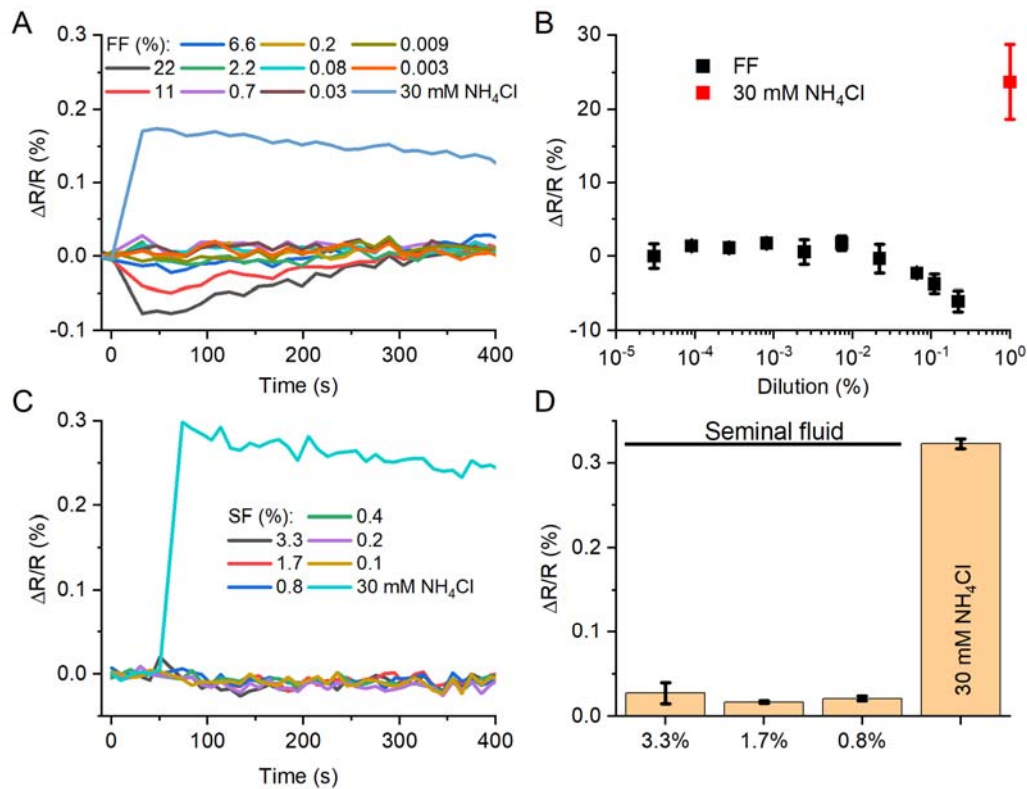 A
FF (%):
6.6
0.2
0.009
22
2.2
0.08
0.003
11
0.7
0.03
30 mM NH₄Cl
ΔR/R (%)
0.3
0.2
0.1
0.0
-0.1
0
100
200
300
400
Time (s)
B
FF
30 mM NH₄Cl
ΔR/R (%)
30
20
10
0
-10
10⁻⁵
10⁻⁴
10⁻³
10⁻²
10⁻¹
10⁰
Dilution (%)
C
SF (%):
0.4
3.3
0.2
1.7
0.1
0.8
30 mM NH₄Cl
ΔR/R (%)
0.3
0.2
0.1
0.0
0
100
200
300
400
Time (s)
D
Seminal fluid
30 mM NH₄Cl
ΔR/R (%)
0.3
0.2
0.1
0.0
3.3%
1.7%
0.8%